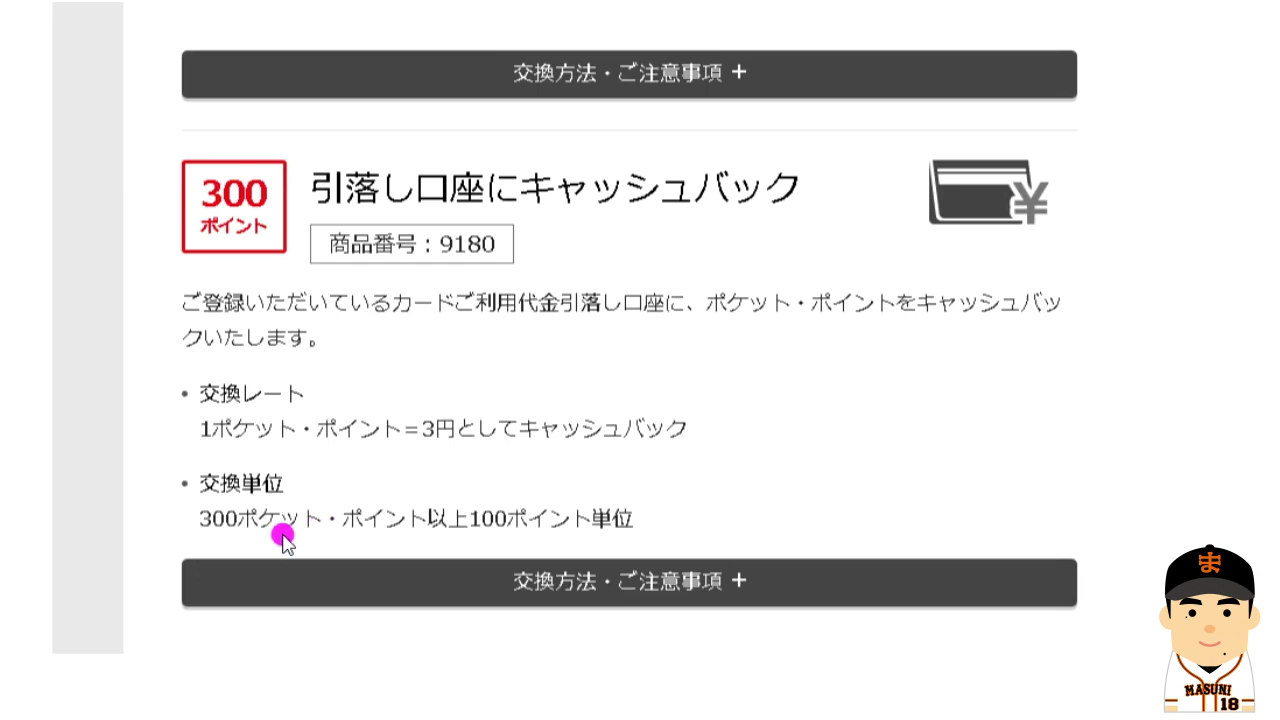 交換方法・ご注意事項 +
300
ポイント
引落し口座にキャッシュバック
商品番号：9180
ご登録いただいているカードご利用代金引落し口座に、ポケット・ポイントをキャッシュバッ
クいたします。
• 交換レート
1ポケット・ポイント＝3円としてキャッシュバック
• 交換単位
300ポケット・ポイント以上100ポイント単位
交換方法・ご注意事項 +
ま
MASUNI
18